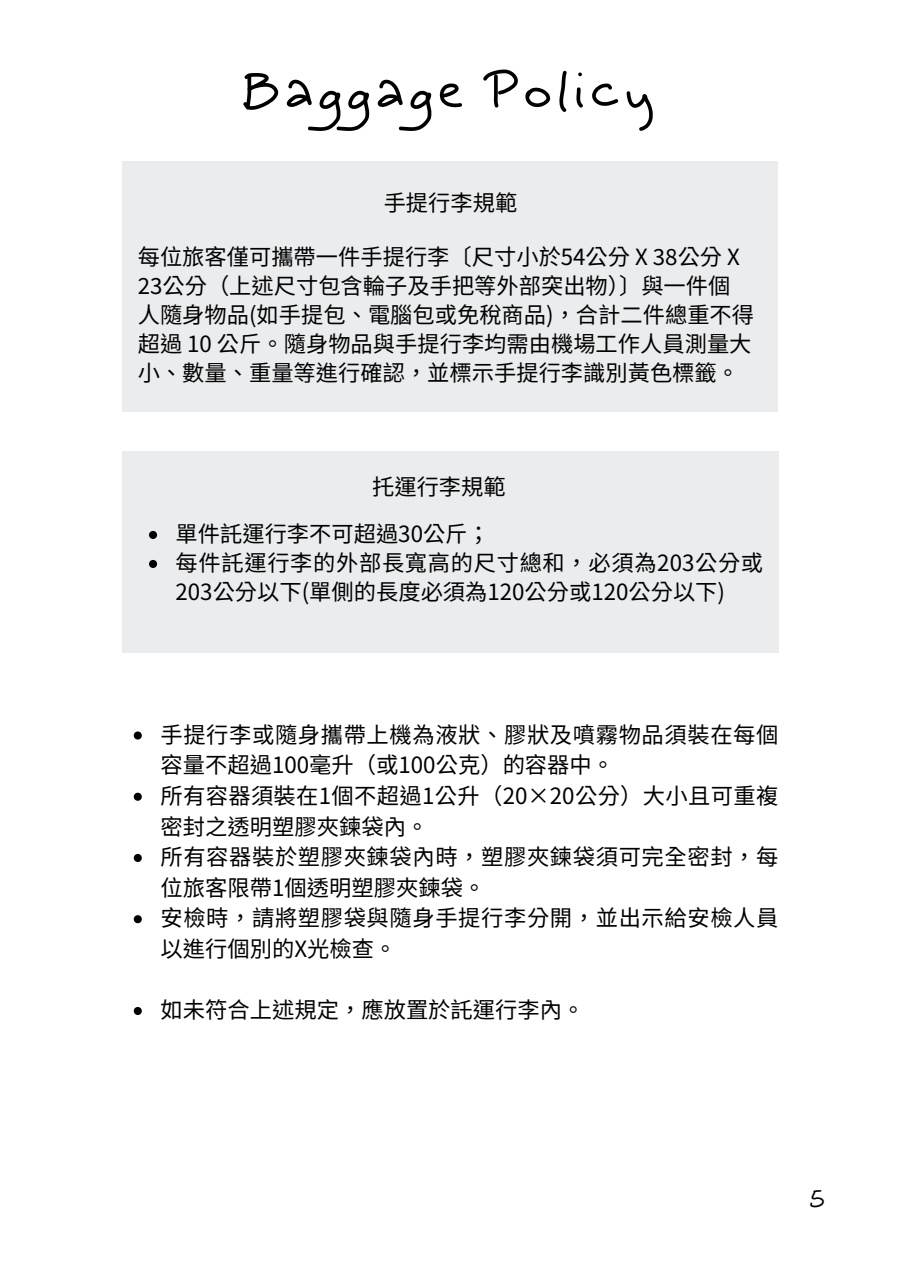 Baggage Policy
手提行李規範
每位旅客僅可攜帶一件手提行李〔尺寸小於54公分 X 38公分 X
23公分（上述尺寸包含輪子及手把等外部突出物)〕與一件個
人隨身物品(如手提包、電腦包或免稅商品)，合計二件總重不得
超過 10 公斤。隨身物品與手提行李均需由機場工作人員測量大
小、數量、重量等進行確認，並標示手提行李識別黃色標籤。
托運行李規範
• 單件託運行李不可超過30公斤；
• 每件託運行李的外部長寬高的尺寸總和，必須為203公分或
203公分以下(單側的長度必須為120公分或120公分以下)
• 手提行李或隨身攜帶上機為液狀、膠狀及噴霧物品須裝在每個
容量不超過100毫升（或100公克）的容器中。
• 所有容器須裝在1個不超過1公升（20×20公分）大小且可重複
密封之透明塑膠夾鍊袋內。
• 所有容器裝於塑膠夾鍊袋內時，塑膠夾鍊袋須可完全密封，每
位旅客限帶1個透明塑膠夾鍊袋。
• 安檢時，請將塑膠袋與隨身手提行李分開，並出示給安檢人員
以進行個別的X光檢查。
• 如未符合上述規定，應放置於託運行李內。
5